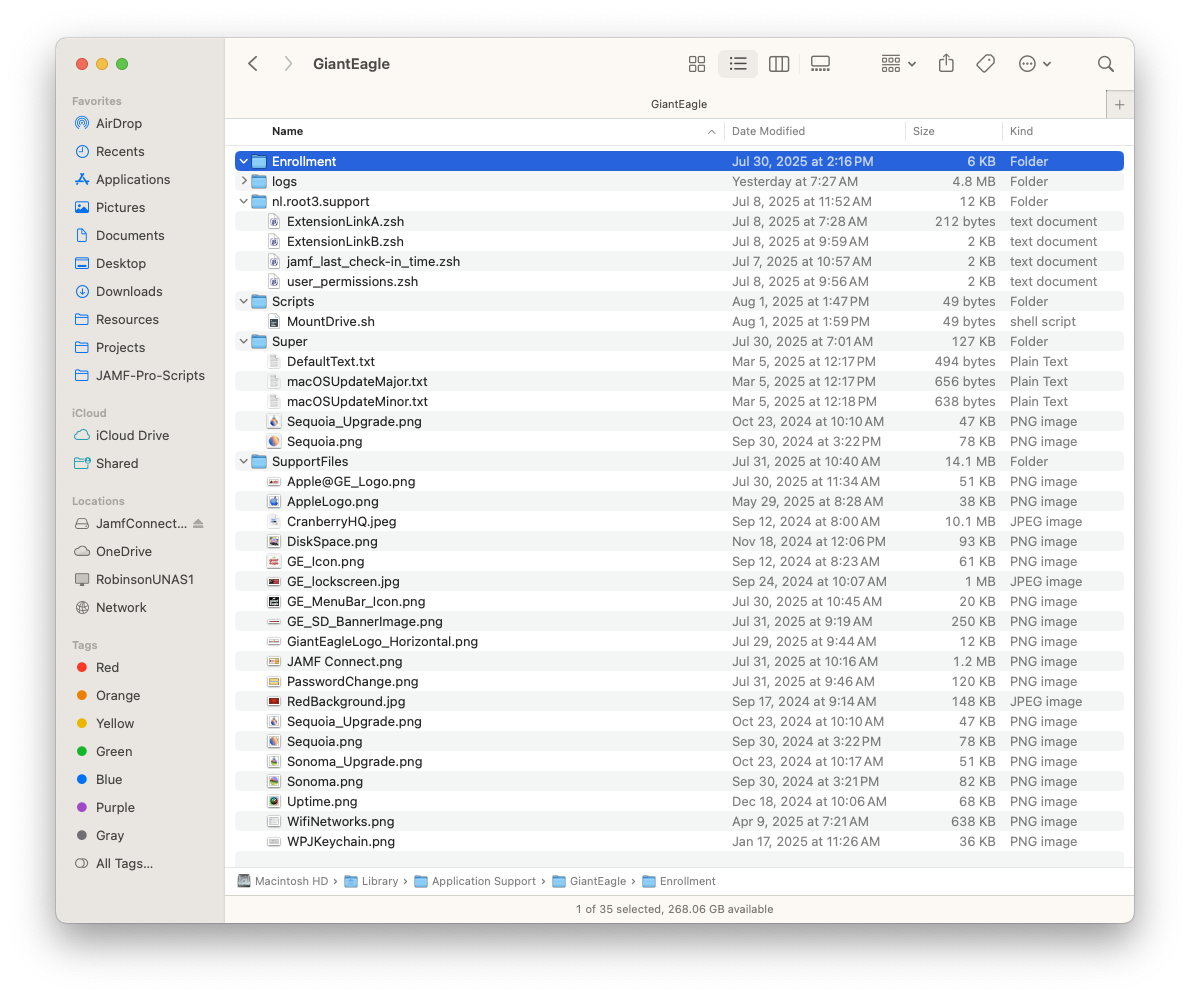 GiantEagle
GiantEagle
Favorites
AirDrop
Recents
Applications
Pictures
Documents
Desktop
Downloads
Resources
Projects
JAMF-Pro-Scripts
iCloud
iCloud Drive
Shared
Locations
JamfConnect...
OneDrive
RobinsonUNAS1
Network
Tags
Red
Orange
Yellow
Green
Blue
Purple
Gray
All Tags...
Name Date Modified Size Kind
Enrollment Jul 30, 2025 at 2:16 PM 6 KB Folder
logs Yesterday at 7:27 AM 4.8 MB Folder
nl.root3.support Jul 8, 2025 at 11:52 AM 12 KB Folder
ExtensionLinkA.zsh Jul 8, 2025 at 7:28 AM 212 bytes text document
ExtensionLinkB.zsh Jul 8, 2025 at 9:59 AM 2 KB text document
jamf_last_check-in_time.zsh Jul 7, 2025 at 10:57 AM 2 KB text document
user_permissions.zsh Jul 8, 2025 at 9:56 AM 2 KB text document
Scripts Aug 1, 2025 at 1:47 PM 49 bytes Folder
MountDrive.sh Aug 1, 2025 at 1:59 PM 49 bytes shell script
Super Jul 30, 2025 at 7:01 AM 127 KB Folder
DefaultText.txt Mar 5, 2025 at 12:17 PM 494 bytes Plain Text
macOSUpdateMajor.txt Mar 5, 2025 at 12:17 PM 656 bytes Plain Text
macOSUpdateMinor.txt Mar 5, 2025 at 12:18 PM 638 bytes Plain Text
Sequoia_Upgrade.png Oct 23, 2024 at 10:10 AM 47 KB PNG image
Sequoia.png Sep 30, 2024 at 3:22 PM 78 KB PNG image
SupportFiles Jul 31, 2025 at 10:40 AM 14.1 MB Folder
Apple@GE_Logo.png Jul 30, 2025 at 11:34 AM 51 KB PNG image
AppleLogo.png May 29, 2025 at 8:28 AM 38 KB PNG image
CranberryHQ.jpeg Sep 12, 2024 at 8:00 AM 10.1 MB JPEG image
DiskSpace.png Nov 18, 2024 at 12:06 PM 93 KB PNG image
GE_Icon.png Sep 12, 2024 at 8:23 AM 61 KB PNG image
GE_lockscreen.jpg Sep 24, 2024 at 10:07 AM 1 MB JPEG image
GE_MenuBar_Icon.png Jul 30, 2025 at 10:45 AM 20 KB PNG image
GE_SD_BannerImage.png Jul 31, 2025 at 9:19 AM 250 KB PNG image
GiantEagleLogo_Horizontal.png Jul 29, 2025 at 9:44 AM 12 KB PNG image
JAMF Connect.png Jul 31, 2025 at 10:16 AM 1.2 MB PNG image
PasswordChange.png Jul 31, 2025 at 9:46 AM 120 KB PNG image
RedBackground.jpg Sep 17, 2024 at 9:14 AM 148 KB JPEG image
Sequoia_Upgrade.png Oct 23, 2024 at 10:10 AM 47 KB PNG image
Sequoia.png Sep 30, 2024 at 3:22 PM 78 KB PNG image
Sonoma_Upgrade.png Oct 23, 2024 at 10:17 AM 51 KB PNG image
Sonoma.png Sep 30, 2024 at 3:21 PM 82 KB PNG image
Uptime.png Dec 18, 2024 at 10:06 AM 68 KB PNG image
WifiNetworks.png Apr 9, 2025 at 7:21 AM 638 KB PNG image
WPJKeychain.png Jan 17, 2025 at 11:26 AM 36 KB PNG image
Macintosh HD › Library › Application Support › GiantEagle › Enrollment
1 of 35 selected, 268.06 GB available